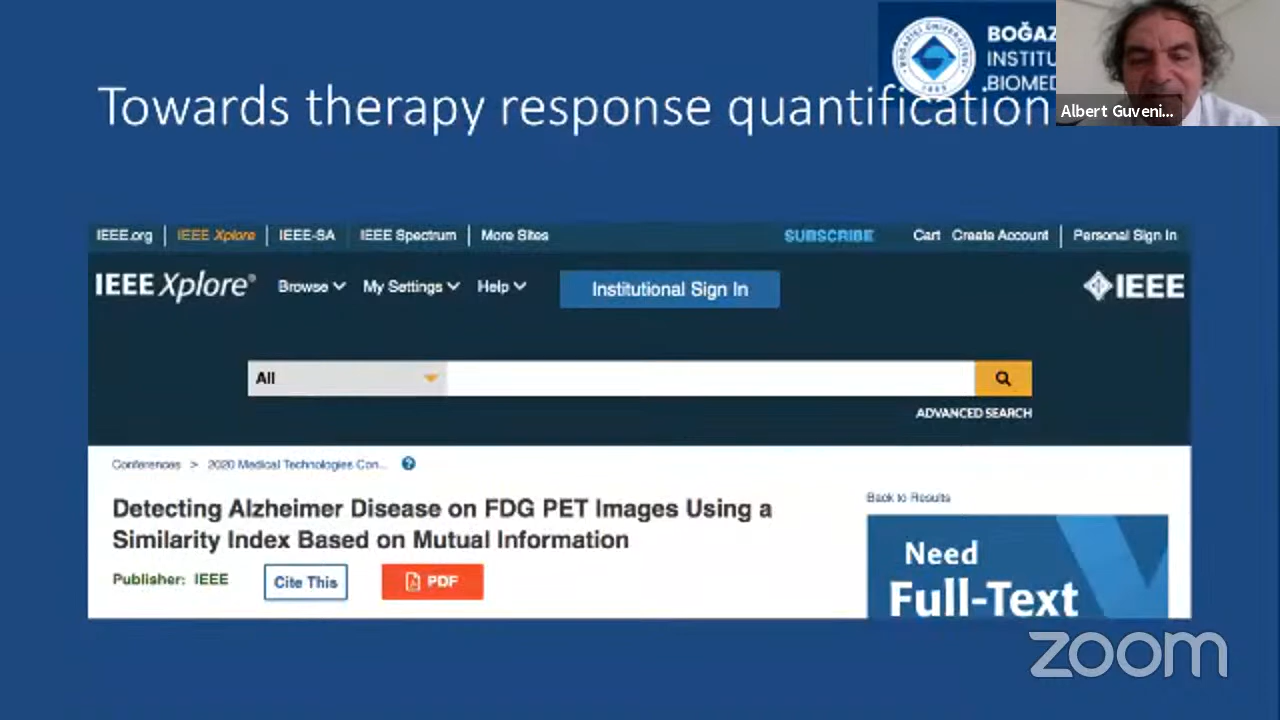 Towards therapy response quantification
BOĞAZ
INSTITU
BIOMED
Albert Guveni...
IEEE.org | IEEE Xplore | IEEE-SA IEEE Spectrum | More Sites SUBSCRIBE Cart Create Account | Personal Sign In
IEEE Xplore® Browse My Settings Help Institutional Sign In IEEE
All
ADVANCED SEARCH
Conferences > 2020 Medical Technologies Con... ?
Back to Results
Detecting Alzheimer Disease on FDG PET Images Using a
Similarity Index Based on Mutual Information
Publisher: IEEE Cite This PDF
Need
Full-Text
zoom